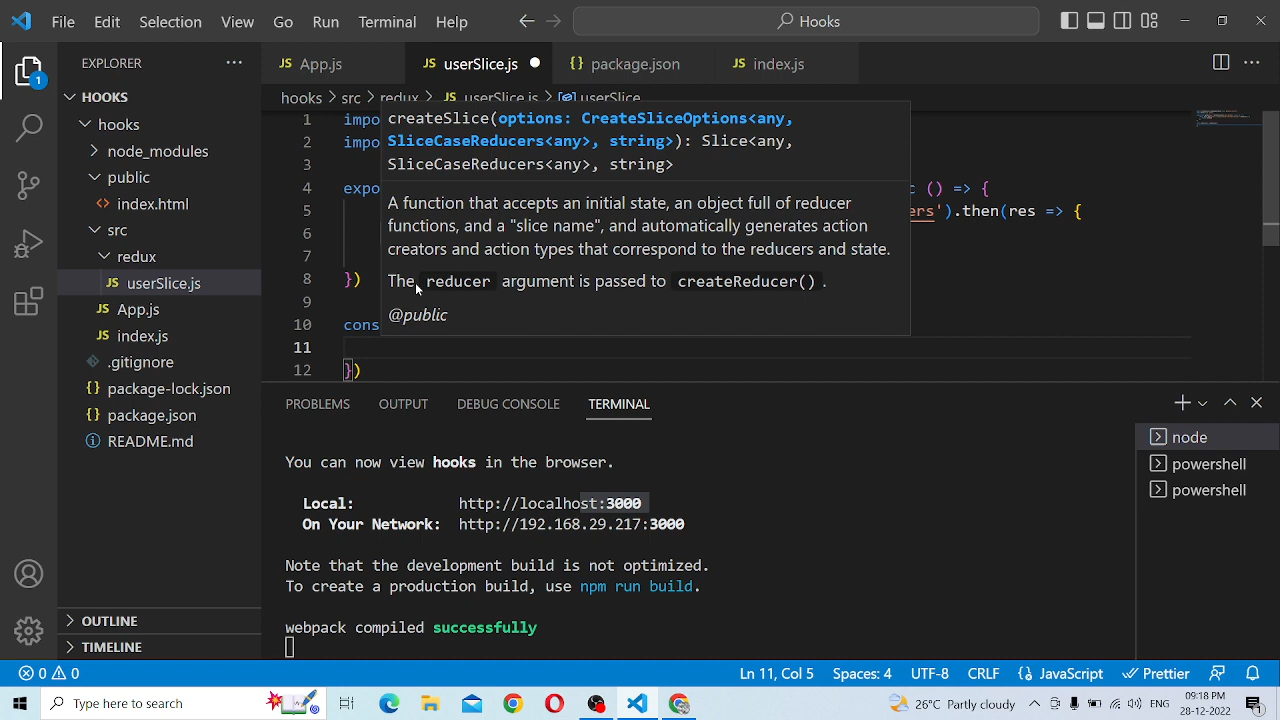 File Edit Selection View Go Run Terminal Help
Hooks
EXPLORER
JS App.js JS userSlice.js {} package.json JS index.js
hooks > src > redux > JS userSlice.js > userSlice
HOOKS
hooks
node_modules
public
<> index.html
src
redux
JS userSlice.js
JS App.js
JS index.js
.gitignore
{} package-lock.json
{} package.json
README.md
OUTLINE
TIMELINE
1
1 impo
2 impo
3
4 expo c () => {
5 ers').then(res => {
6
7
8 })
9
10 cons
11
12 })
createSlice(options: CreateSliceOptions<any,
SliceCaseReducers<any>, string>): Slice<any,
SliceCaseReducers<any>, string>
A function that accepts an initial state, an object full of reducer
functions, and a "slice name", and automatically generates action
creators and action types that correspond to the reducers and state.
The reducer argument is passed to createReducer() .
@public
PROBLEMS OUTPUT DEBUG CONSOLE TERMINAL
You can now view hooks in the browser.
Local: http://localhost:3000
On Your Network: http://192.168.29.217:3000
Note that the development build is not optimized.
To create a production build, use npm run build.
webpack compiled successfully
node
powershell
powershell
0 0 Ln 11, Col 5 Spaces: 4 UTF-8 CRLF {} JavaScript Prettier
Type here to search
26°C Partly cloudy ENG 09:18 PM
28-12-2022 1